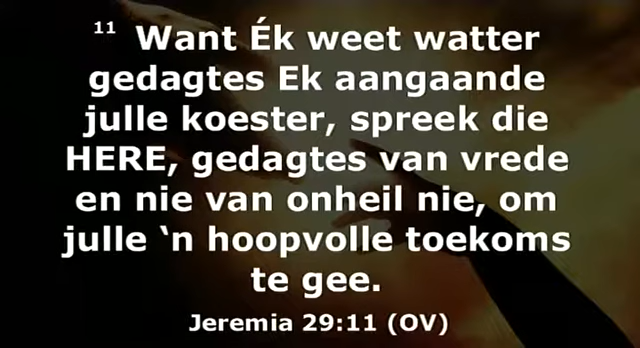 11 Want Ék weet watter
gedagtes Ek aangaande
julle koester, spreek die
HERE, gedagtes van vrede
en nie van onheil nie, om
julle ‘n hoopvolle toekoms
te gee.
Jeremia 29:11 (OV)